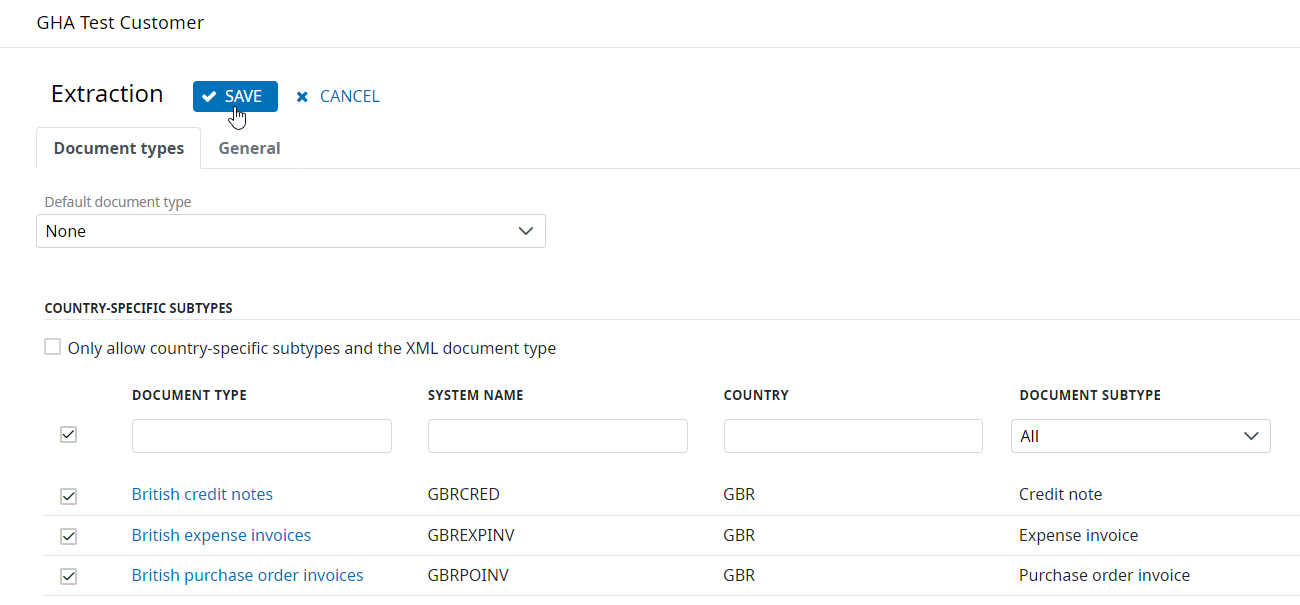 GHA Test Customer
Extraction SAVE CANCEL
Document types General
Default document type
None
COUNTRY-SPECIFIC SUBTYPES
Only allow country-specific subtypes and the XML document type
DOCUMENT TYPE SYSTEM NAME COUNTRY DOCUMENT SUBTYPE
All
British credit notes GBRCRED GBR Credit note
British expense invoices GBREXPINV GBR Expense invoice
British purchase order invoices GBRPOINV GBR Purchase order invoice